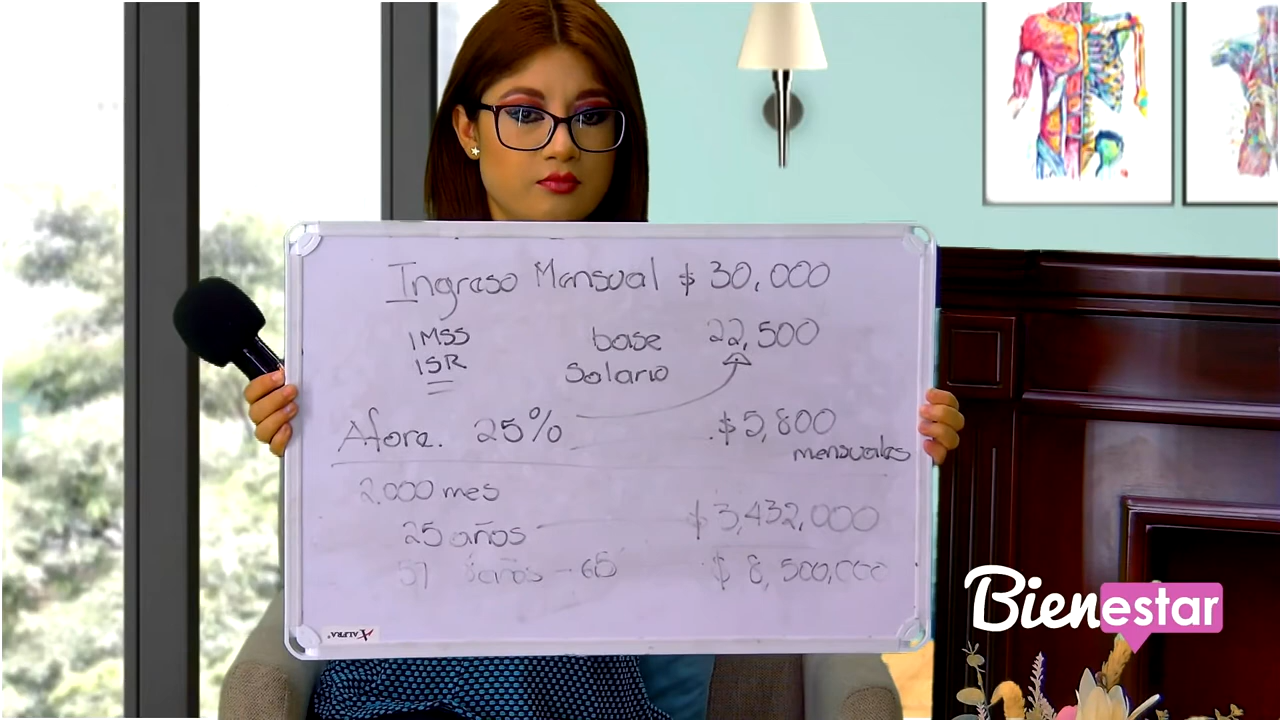 Ingreso Mensual $ 30,000
IMSS
ISR
base 22,500
Salario
Afore. 25% $5,800
mensuales
2,000 mes
25 años $3,432,000
años - 65 $ 8,500,000
ALFRA
Bienestar